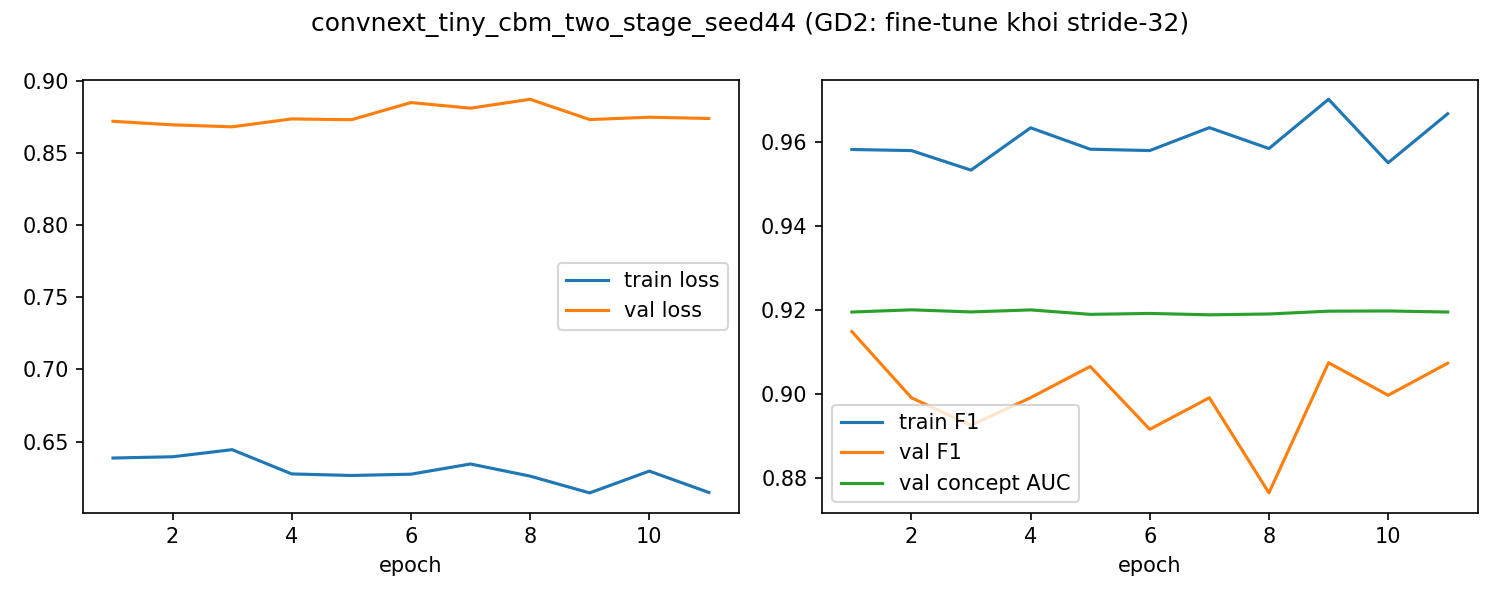 convnext_tiny_cbm_two_stage_seed44 (GD2: fine-tune khoi stride-32)
0.90
0.85
0.80
0.75
0.70
0.65
train loss
val loss
2 4 6 8 10
epoch
0.96
0.94
0.92
0.90
0.88
train F1
val F1
val concept AUC
2 4 6 8 10
epoch